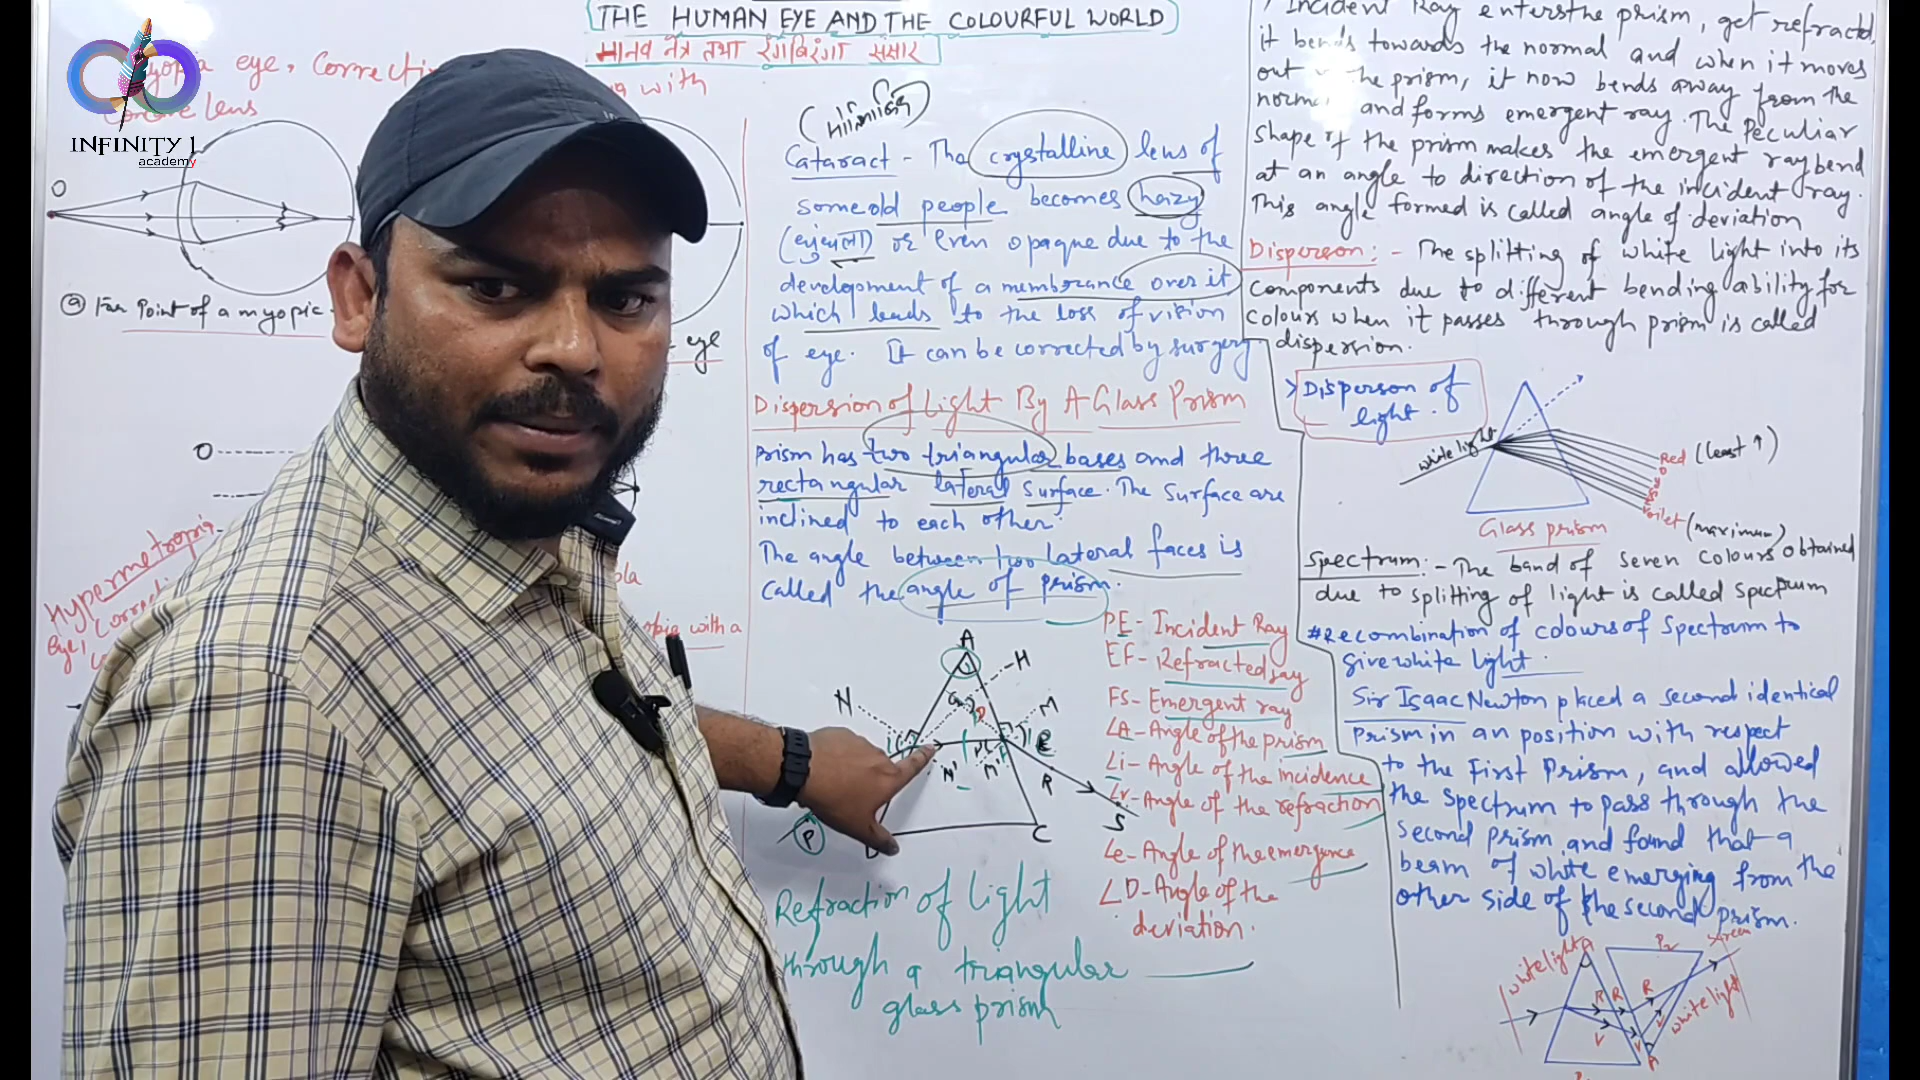 THE HUMAN EYE AND THE COLOURFUL WORLD
मानव नेत्र तथा रंगबिरंगा संसार
INFINITY 1
academy
eye, Correcti
with
lens
O
(a) Far Point of a myopic
eye
O
Hypermetropia
eye,
with a
(मोतियाबिंद)
Cataract - The crystalline lens of
some old people becomes hazy
(धुंधला) or even opaque due to the
development of a membrance over it
which leads to the loss of vision
of eye. It can be corrected by surgery
Dispersion of Light By A Glass Prism
Prism has two triangular bases and three
rectangular lateral surface. The surface are
inclined to each other.
The angle between two lateral faces is
called the angle of prism.
A
H
N
G
D
M
E
N'
M'
R
S
P
C
PE- Incident Ray
EF- Refracted ray
FS- Emergent ray
∠A- Angle of the prism
∠i- Angle of the incidence
∠r- Angle of the refraction
∠e- Angle of the emergence
∠D- Angle of the
deviation.
Refraction of light
through a triangular
glass prism
Incident Ray enters the prism, get refracted,
it bends towards the normal and when it moves
out the prism, it now bends away from the
and forms emergent ray. The Peculiar
shape of the prism makes the emergent ray bend
at an angle to direction of the incident ray.
This angle formed is called angle of deviation
Disperson:- The splitting of white light into its
components due to different bending ability for
colours when it passes through prism is called
dispersion.
Disperson of
light.
white light
Red (least ↑)
(maximum)
Glass prism
Spectrum:- The band of seven colours obtained
due to splitting of light is called Spectrum
#Recombination of colours of spectrum to
give white light.
Sir Isaac Newton placed a second identical
prism in an position with respect
to the First Prism, and allowed
the spectrum to pass through the
second prism and found that a
beam of white emerging from the
other side of the second prism.
white light
A
P2
Screen
R
R
R
V
V
V
white light
A